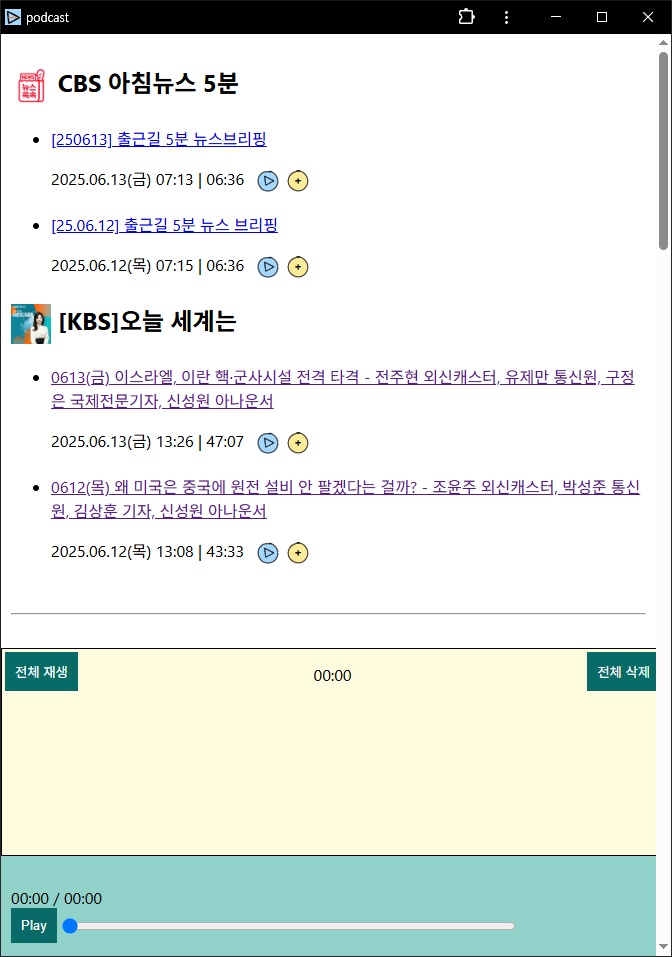 podcast
뉴스
쏙쏙
CBS 아침뉴스 5분
[250613] 출근길 5분 뉴스브리핑
2025.06.13(금) 07:13 | 06:36
[25.06.12] 출근길 5분 뉴스 브리핑
2025.06.12(목) 07:15 | 06:36
[KBS]오늘 세계는
0613(금) 이스라엘, 이란 핵·군사시설 전격 타격 - 전주현 외신캐스터, 유제만 통신원, 구정
은 국제전문기자, 신성원 아나운서
2025.06.13(금) 13:26 | 47:07
0612(목) 왜 미국은 중국에 원전 설비 안 팔겠다는 걸까? - 조윤주 외신캐스터, 박성준 통신
원, 김상훈 기자, 신성원 아나운서
2025.06.12(목) 13:08 | 43:33
전체 재생
00:00
전체 삭제
00:00 / 00:00
Play